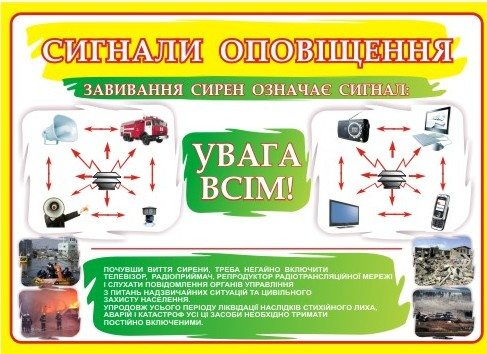 СИГНАЛИ ОПОВІЩЕННЯ
ЗАВИВАННЯ СИРЕН ОЗНАЧАЄ СИГНАЛ:
УВАГА
ВСІМ!
ПОЧУВШИ ВИТТЯ СИРЕНИ, ТРЕБА НЕГАЙНО ВКЛЮЧИТИ
ТЕЛЕВІЗОР, РАДІОПРИЙМАЧ, РЕПРОДУКТОР РАДІОТРАНСЛЯЦІЙНОЇ МЕРЕЖІ
І СЛУХАТИ ПОВІДОМЛЕННЯ ОРГАНІВ УПРАВЛІННЯ
З ПИТАНЬ НАДЗВИЧАЙНИХ СИТУАЦІЙ ТА ЦИВІЛЬНОГО
ЗАХИСТУ НАСЕЛЕННЯ.
УПРОДОВЖ УСЬОГО ПЕРІОДУ ЛІКВІДАЦІЇ НАСЛІДКІВ СТИХІЙНОГО ЛИХА,
АВАРІЙ І КАТАСТРОФ УСІ ЦІ ЗАСОБИ НЕОБХІДНО ТРИМАТИ
ПОСТІЙНО ВКЛЮЧЕНИМИ.